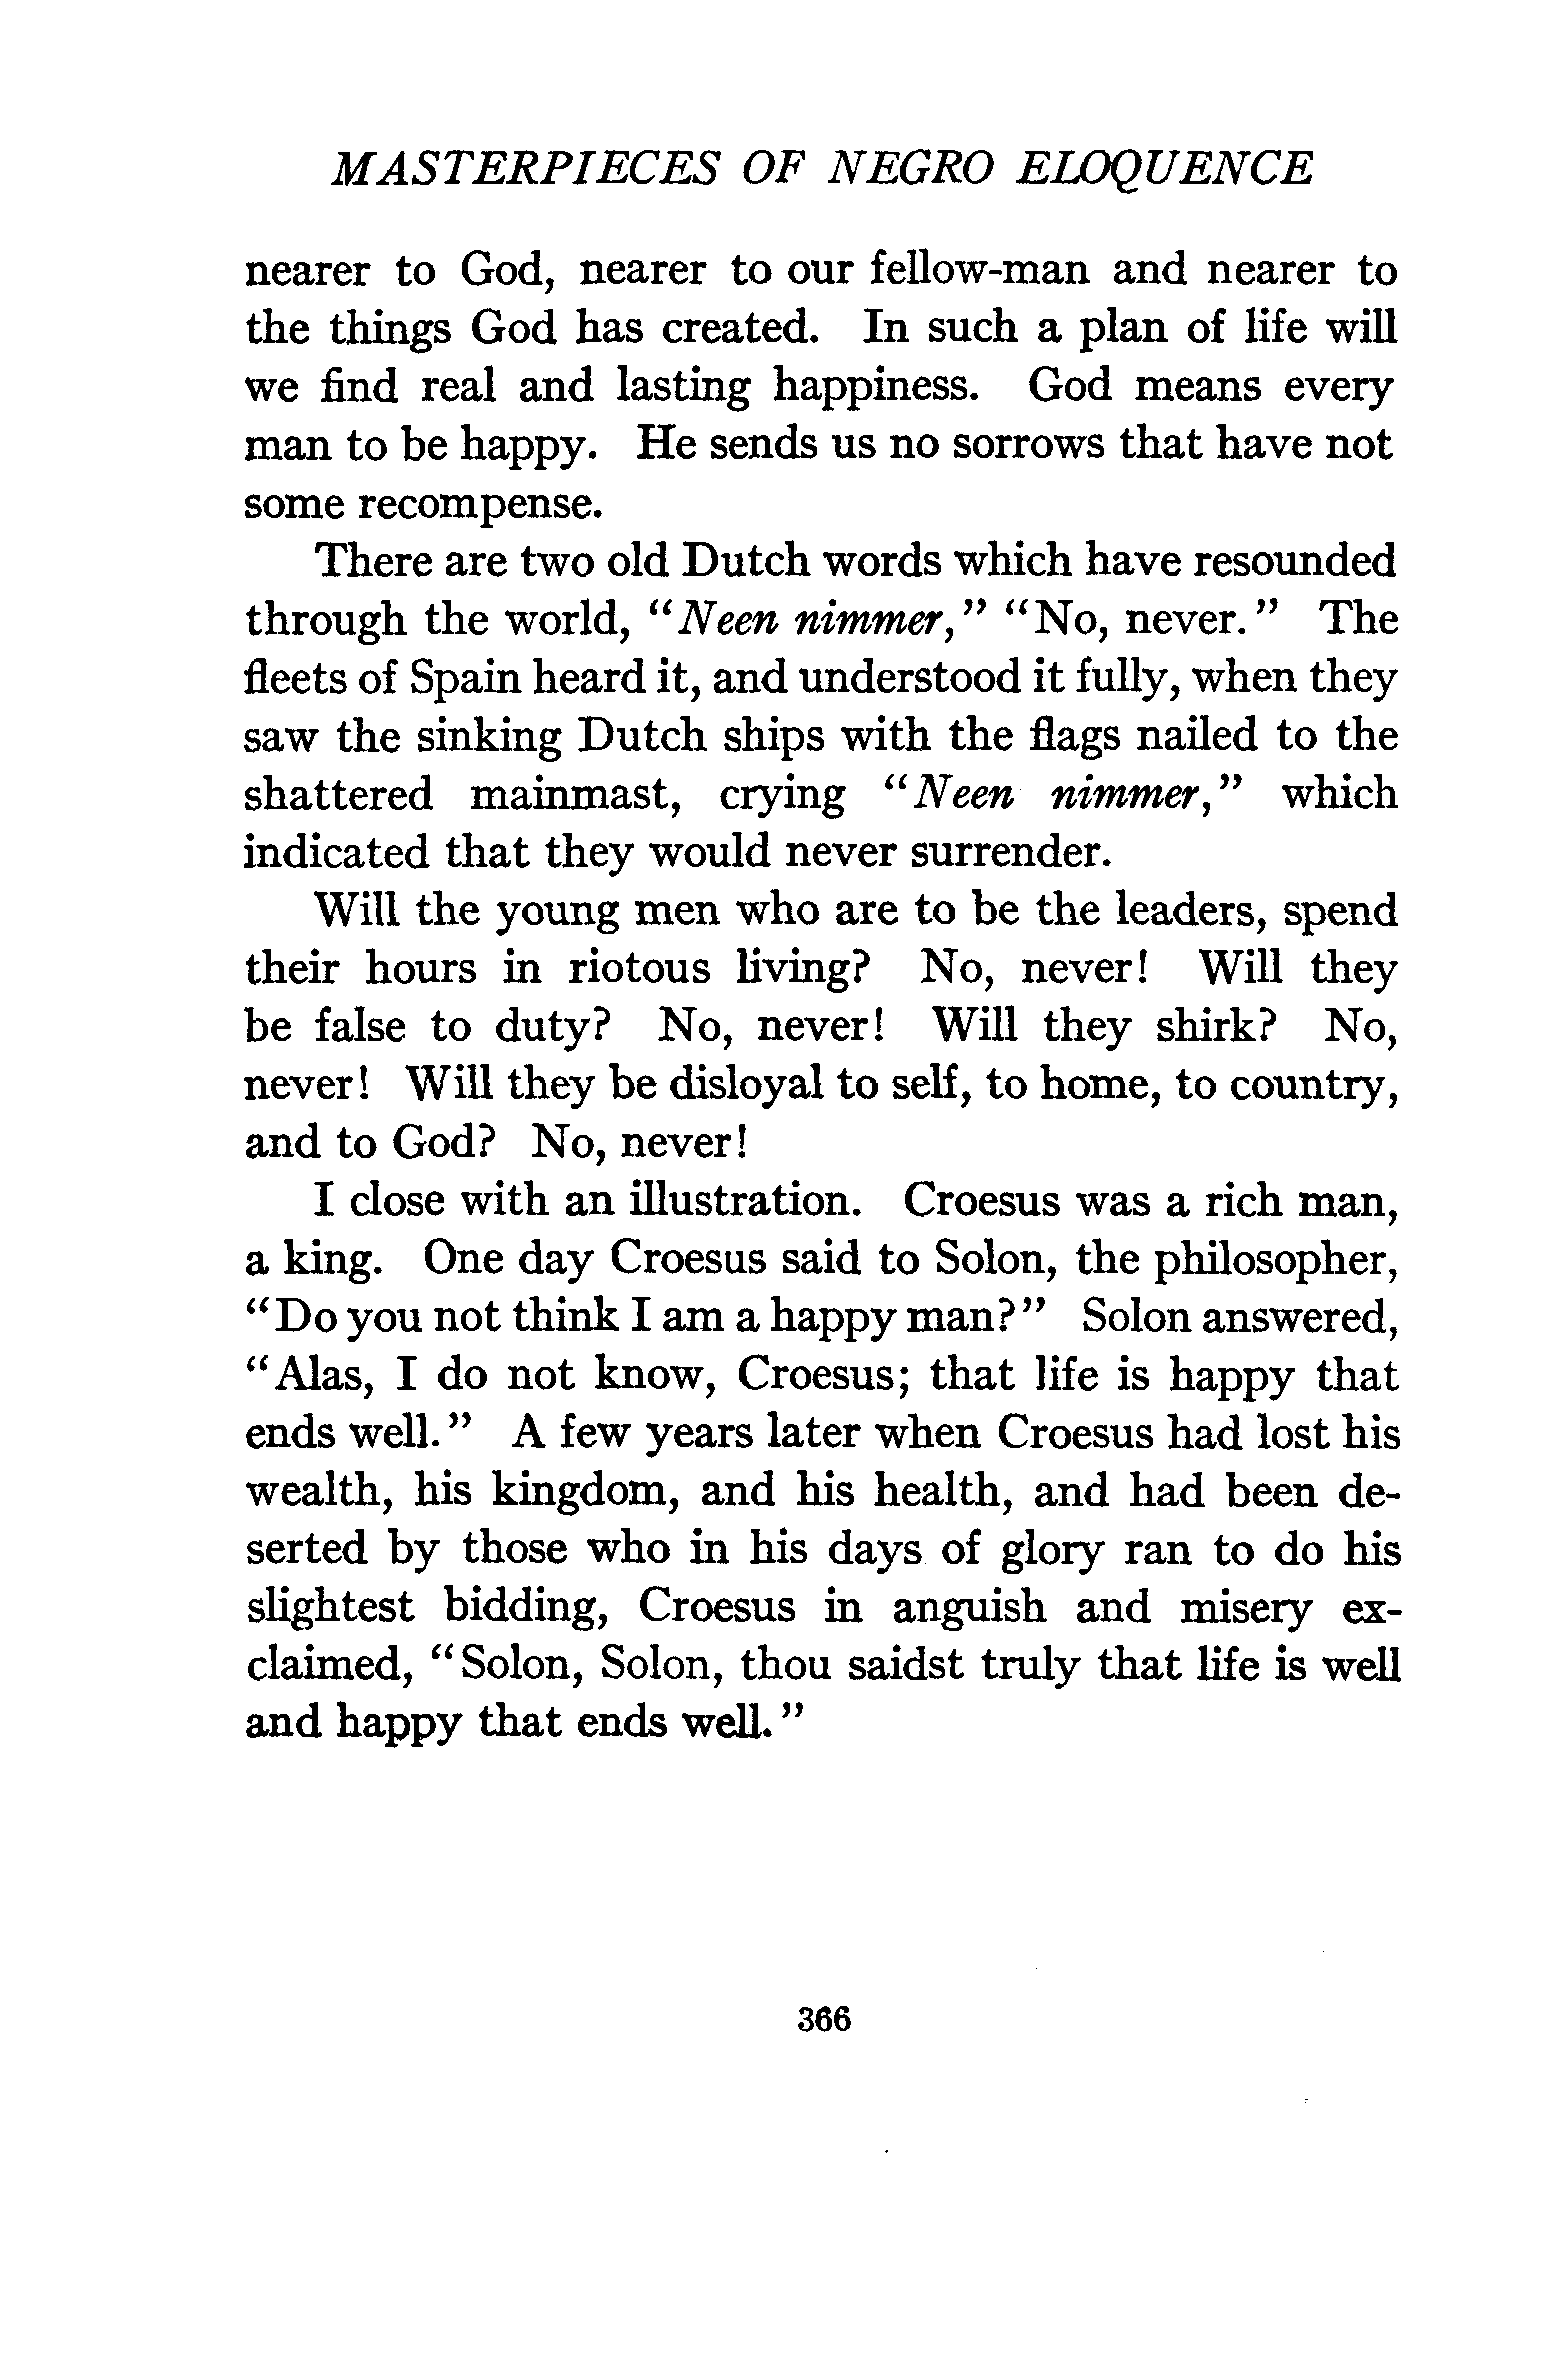 MASTERPIECES OF NEGRO ELOQUENCE
nearer to God, nearer to our fellow-man and nearer to
the things God has created. In such a plan of life will
we find real and lasting happiness. God means every
man to be happy. He sends us no sorrows that have not
some recompense.
There are two old Dutch words which have resounded
through the world, "Neen nimmer," "No, never." The
fleets of Spain heard it, and understood it fully, when they
saw the sinking Dutch ships with the flags nailed to the
shattered mainmast, crying "Neen nimmer," which
indicated that they would never surrender.
Will the young men who are to be the leaders, spend
their hours in riotous living? No, never! Will they
be false to duty? No, never! Will they shirk? No,
never! Will they be disloyal to self, to home, to country,
and to God? No, never!
I close with an illustration. Croesus was a rich man,
a king. One day Croesus said to Solon, the philosopher,
"Do you not think I am a happy man?" Solon answered,
"Alas, I do not know, Croesus; that life is happy that
ends well." A few years later when Croesus had lost his
wealth, his kingdom, and his health, and had been de-
serted by those who in his days of glory ran to do his
slightest bidding, Croesus in anguish and misery ex-
claimed, "Solon, Solon, thou saidst truly that life is well
and happy that ends well."
366